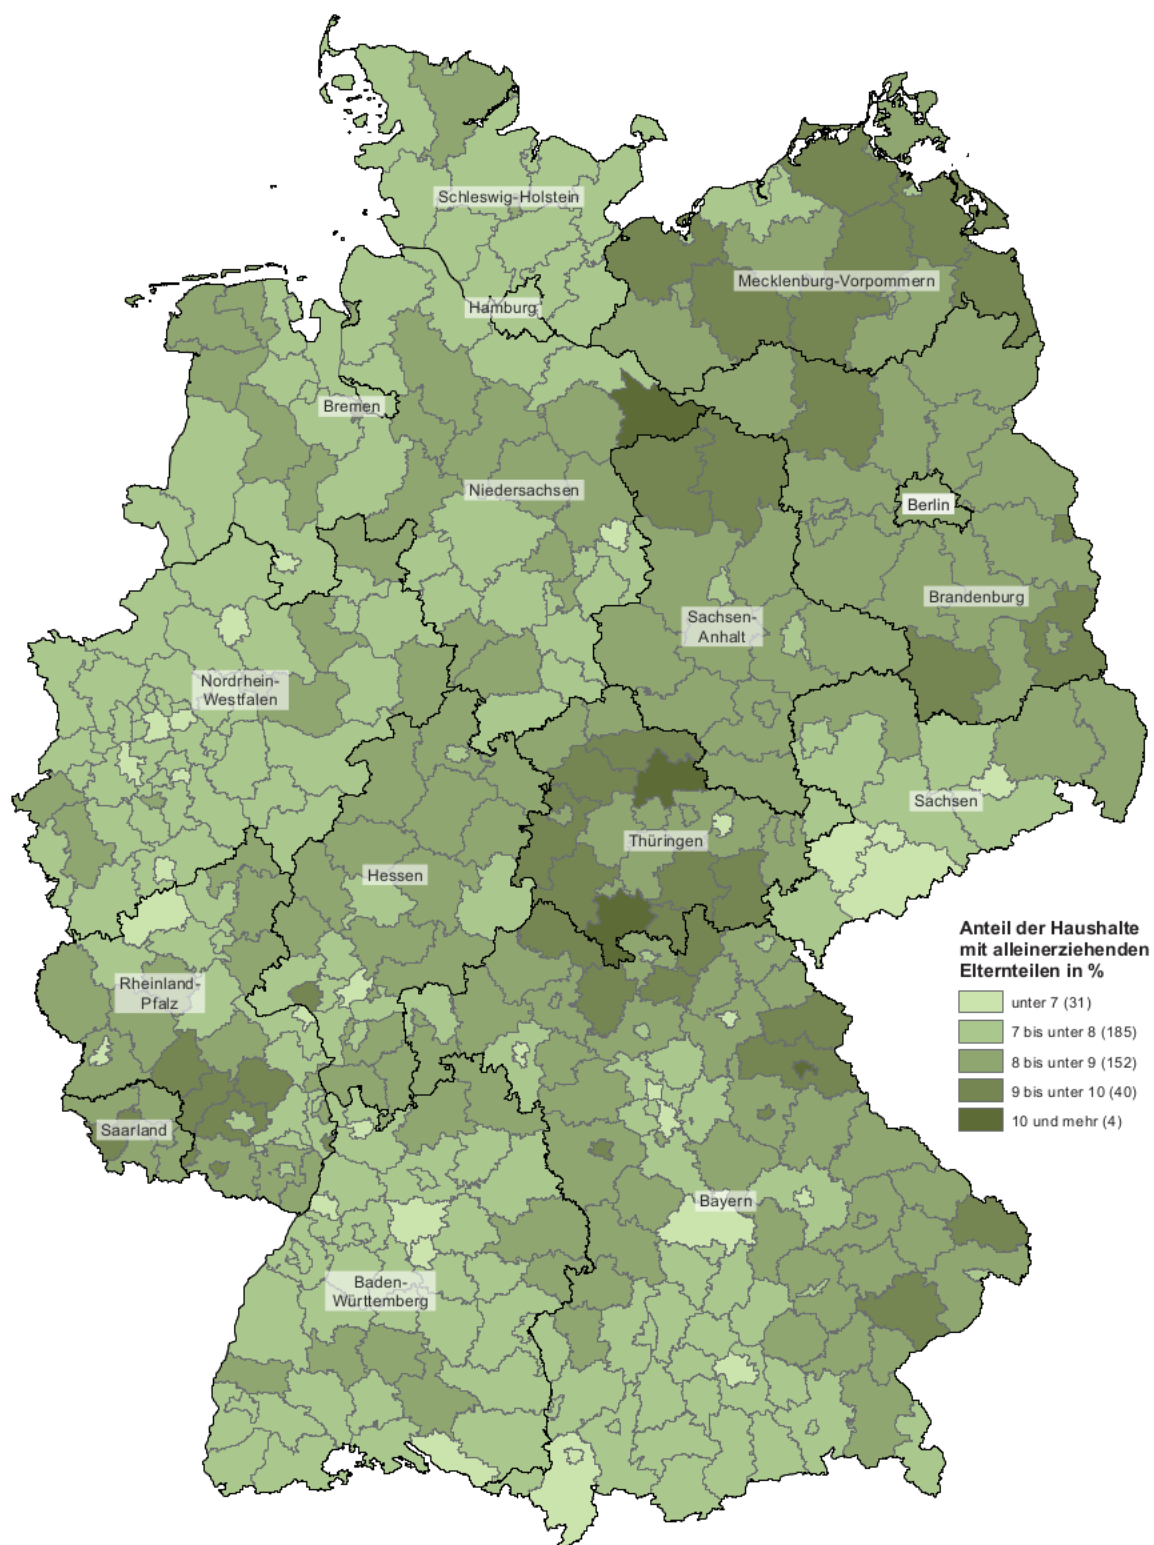 Schleswig-Holstein
Mecklenburg-Vorpommern
Hamburg
Bremen
Niedersachsen
Berlin
Brandenburg
Sachsen-
Anhalt
Nordrhein-
Westfalen
Sachsen
Thüringen
Hessen
Rheinland-
Pfalz
Saarland
Bayern
Baden-
Württemberg
Anteil der Haushalte
mit alleinerziehenden
Elternteilen in %
unter 7 (31)
7 bis unter 8 (185)
8 bis unter 9 (152)
9 bis unter 10 (40)
10 und mehr (4)